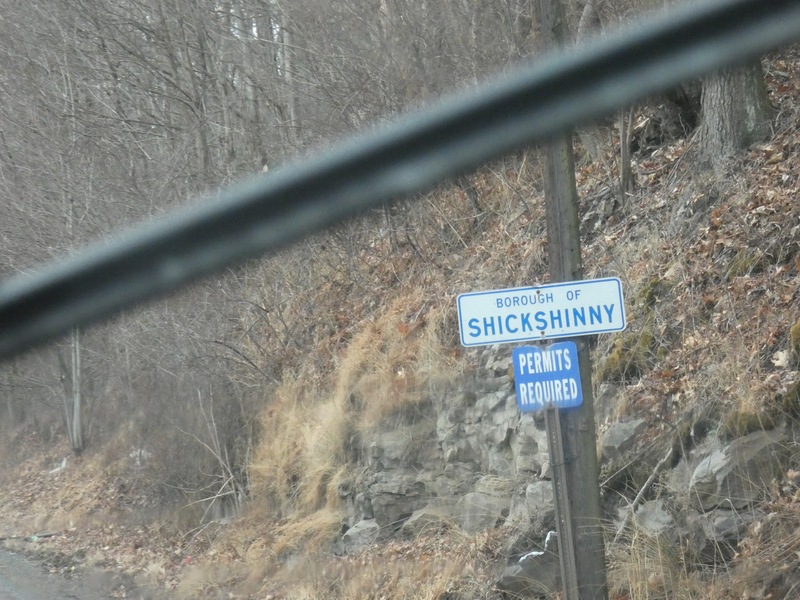 BOROUGH OF
SHICKSHINNY
PERMITS
REQUIRED